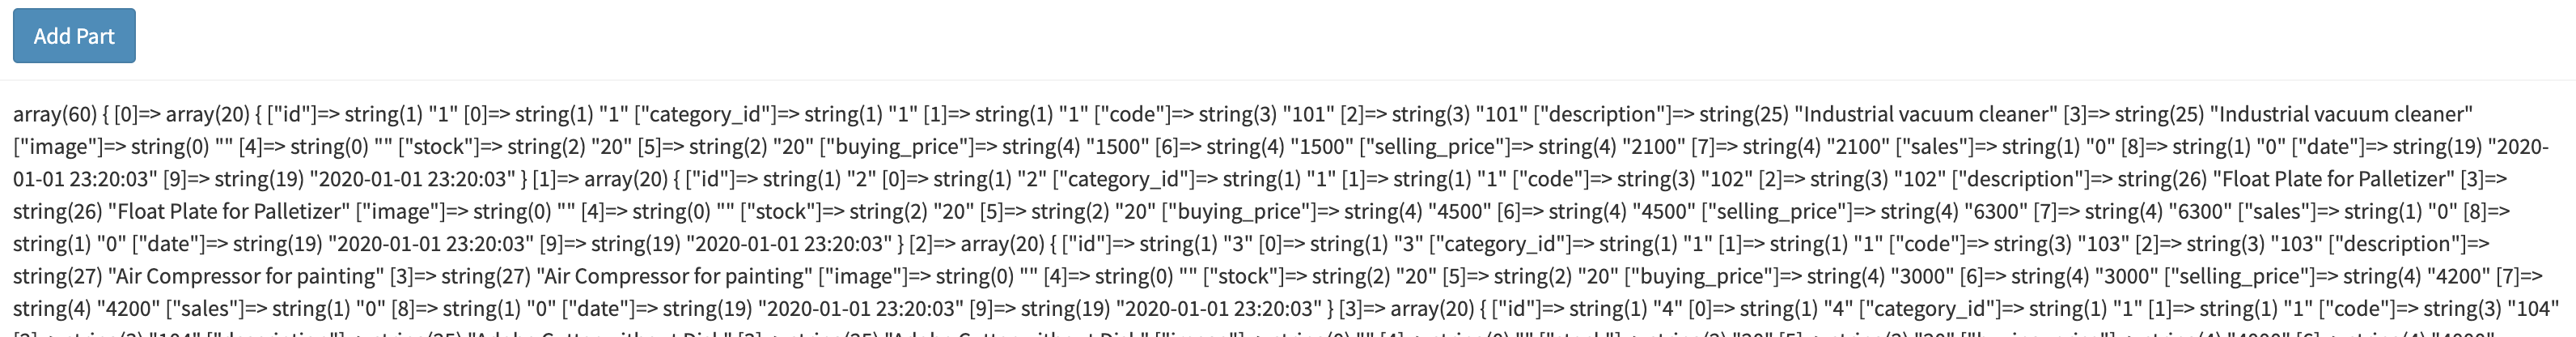 Add Part
array(60) { [0]=> array(20) { ["id"]=> string(1) "1" [0]=> string(1) "1" ["category_id"]=> string(1) "1" [1]=> string(1) "1" ["code"]=> string(3) "101" [2]=> string(3) "101" ["description"]=> string(25) "Industrial vacuum cleaner" [3]=> string(25) "Industrial vacuum cleaner"
["image"]=> string(0) "" [4]=> string(0) "" ["stock"]=> string(2) "20" [5]=> string(2) "20" ["buying_price"]=> string(4) "1500" [6]=> string(4) "1500" ["selling_price"]=> string(4) "2100" [7]=> string(4) "2100" ["sales"]=> string(1) "0" [8]=> string(1) "0" ["date"]=> string(19) "2020-
01-01 23:20:03" [9]=> string(19) "2020-01-01 23:20:03" } [1]=> array(20) { ["id"]=> string(1) "2" [0]=> string(1) "2" ["category_id"]=> string(1) "1" [1]=> string(1) "1" ["code"]=> string(3) "102" [2]=> string(3) "102" ["description"]=> string(26) "Float Plate for Palletizer" [3]=>
string(26) "Float Plate for Palletizer" ["image"]=> string(0) "" [4]=> string(0) "" ["stock"]=> string(2) "20" [5]=> string(2) "20" ["buying_price"]=> string(4) "4500" [6]=> string(4) "4500" ["selling_price"]=> string(4) "6300" [7]=> string(4) "6300" ["sales"]=> string(1) "0" [8]=>
string(1) "0" ["date"]=> string(19) "2020-01-01 23:20:03" [9]=> string(19) "2020-01-01 23:20:03" } [2]=> array(20) { ["id"]=> string(1) "3" [0]=> string(1) "3" ["category_id"]=> string(1) "1" [1]=> string(1) "1" ["code"]=> string(3) "103" [2]=> string(3) "103" ["description"]=>
string(27) "Air Compressor for painting" [3]=> string(27) "Air Compressor for painting" ["image"]=> string(0) "" [4]=> string(0) "" ["stock"]=> string(2) "20" [5]=> string(2) "20" ["buying_price"]=> string(4) "3000" [6]=> string(4) "3000" ["selling_price"]=> string(4) "4200" [7]=>
string(4) "4200" ["sales"]=> string(1) "0" [8]=> string(1) "0" ["date"]=> string(19) "2020-01-01 23:20:03" [9]=> string(19) "2020-01-01 23:20:03" } [3]=> array(20) { ["id"]=> string(1) "4" [0]=> string(1) "4" ["category_id"]=> string(1) "1" [1]=> string(1) "1" ["code"]=> string(3) "104"